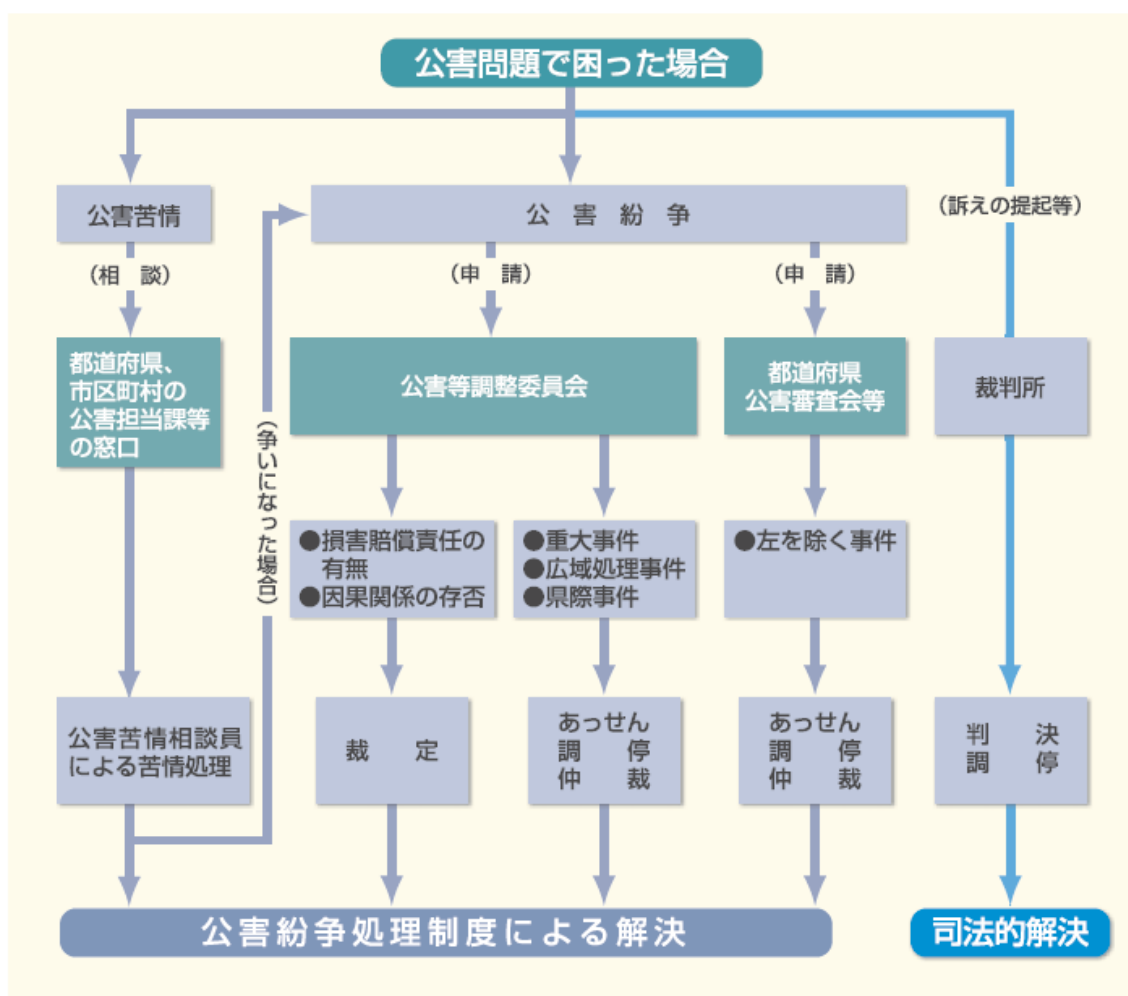 公害問題で困った場合
公害苦情
公害紛争
（訴えの提起等）
（相談）
（申請）
（申請）
都道府県、
市区町村の
公害担当課等
の窓口
公害等調整委員会
都道府県
公害審査会等
裁判所
（争いになった場合）
●損害賠償責任の
有無
●因果関係の存否
●重大事件
●広域処理事件
●県際事件
●左を除く事件
公害苦情相談員
による苦情処理
裁定
あっせん
調停
仲裁
あっせん
調停
仲裁
判決
調停
公害紛争処理制度による解決
司法的解決